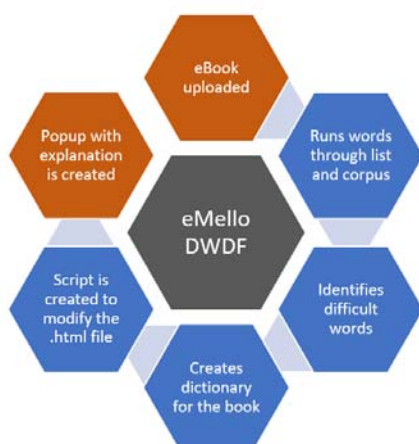 eBook
uploaded
Runs words
through list
and corpus
Identifies
difficult
words
Creates
dictionary
for the book
Script is
created to
modify the
.html file
Popup with
explanation
is created
eMello
DWDF